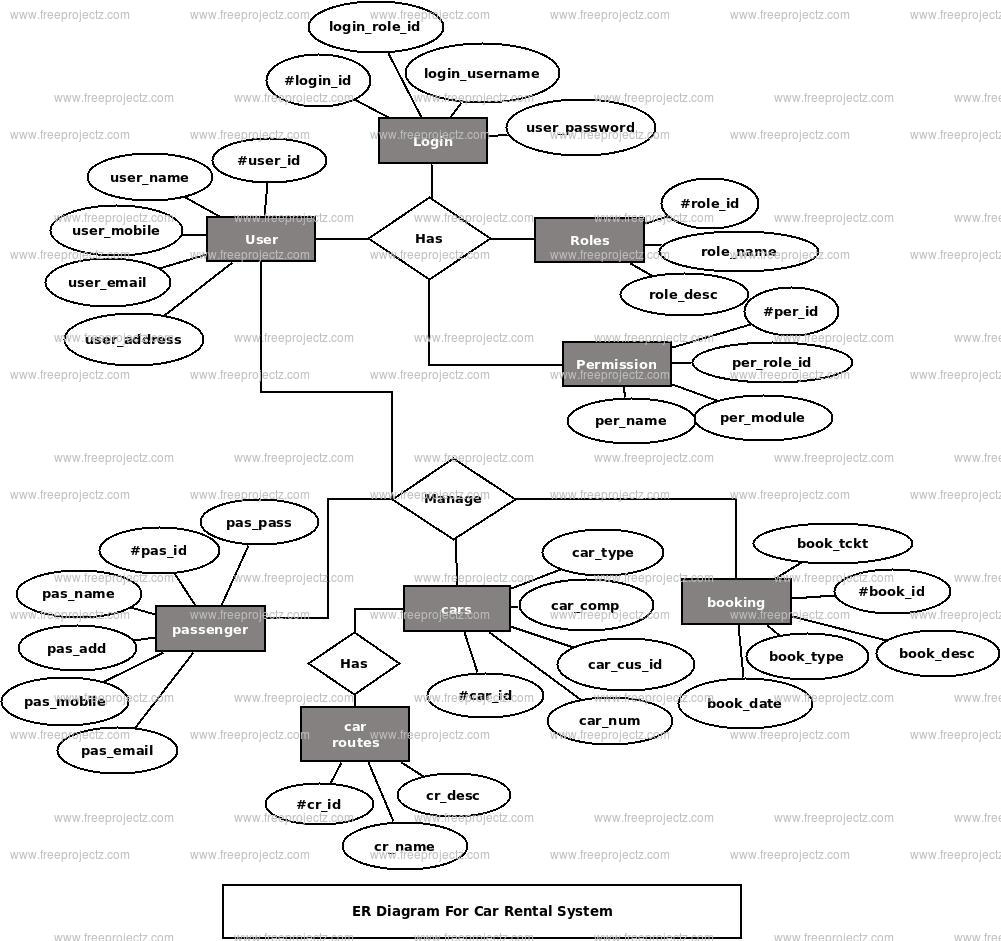 login_role_id
#login_id
login_username
user_password
Login
#user_id
user_name
user_mobile
user_email
user_address
User
Has
Roles
#role_id
role_name
role_desc
Permission
#per_id
per_role_id
per_module
per_name
Manage
pas_pass
#pas_id
pas_name
pas_add
pas_mobile
pas_email
passenger
cars
car_type
car_comp
car_cus_id
car_num
#car_id
Has
car
routes
#cr_id
cr_desc
cr_name
booking
book_tckt
#book_id
book_desc
book_type
book_date
ER Diagram For Car Rental System
www.freeprojectz.com